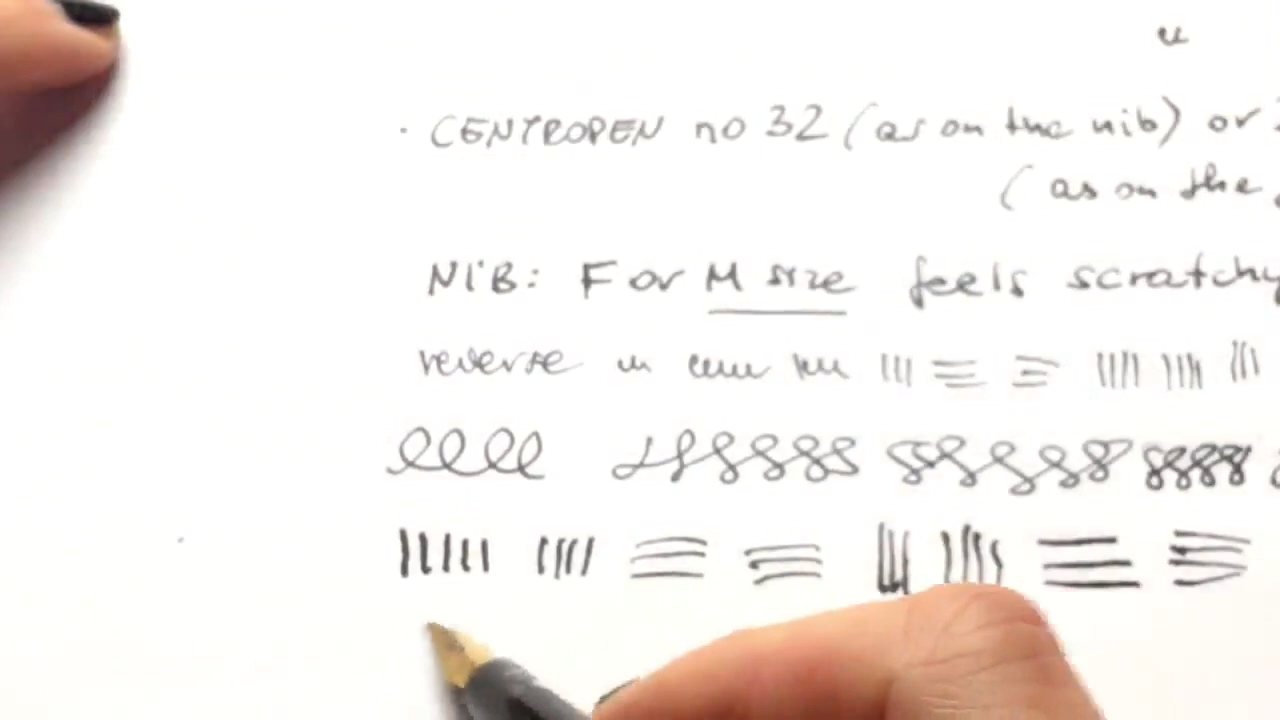 · CENTROPEN no 32 (as on the nib) or
(as on the
NIB: F or M size feels scratchy
reverse